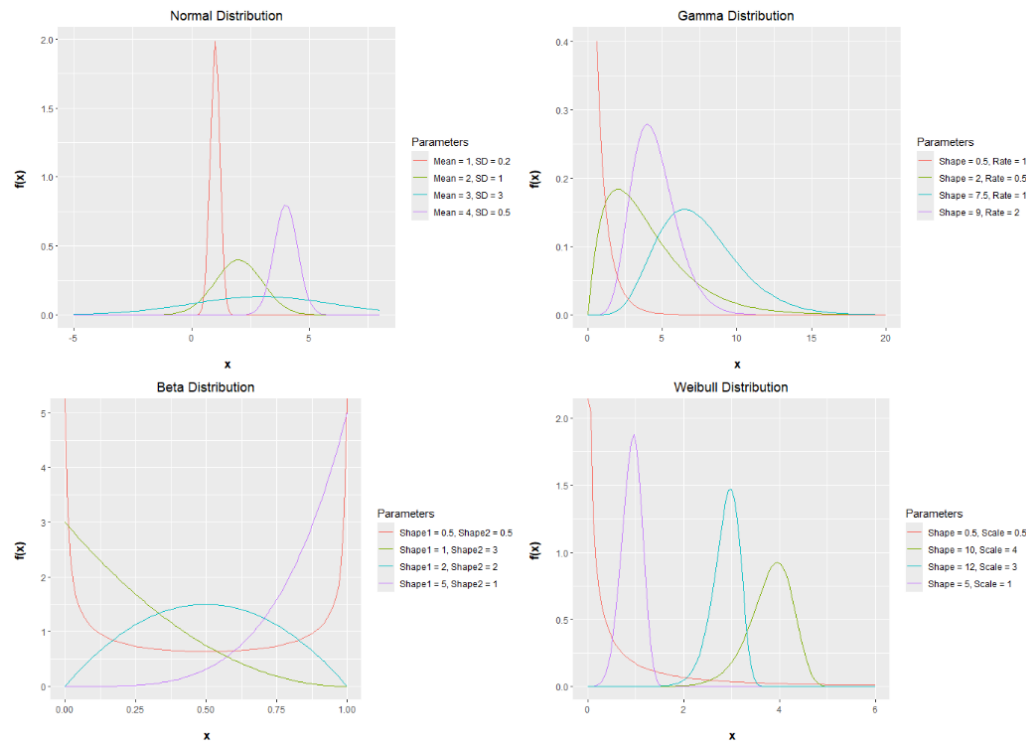 Normal Distribution
2.0
1.5
1.0
0.5
0.0
-5
0
5
f(x)
x
Parameters
Mean = 1, SD = 0.2
Mean = 2, SD = 1
Mean = 3, SD = 3
Mean = 4, SD = 0.5
Gamma Distribution
0.4
0.3
0.2
0.1
0.0
0
5
10
15
20
f(x)
x
Parameters
Shape = 0.5, Rate = 1
Shape = 2, Rate = 0.5
Shape = 7.5, Rate = 1
Shape = 9, Rate = 2
Beta Distribution
5
4
3
2
1
0
0.00
0.25
0.50
0.75
1.00
f(x)
x
Parameters
Shape1 = 0.5, Shape2 = 0.5
Shape1 = 1, Shape2 = 3
Shape1 = 2, Shape2 = 2
Shape1 = 5, Shape2 = 1
Weibull Distribution
2.0
1.5
1.0
0.5
0.0
0
2
4
6
f(x)
x
Parameters
Shape = 0.5, Scale = 0.5
Shape = 10, Scale = 4
Shape = 12, Scale = 3
Shape = 5, Scale = 1